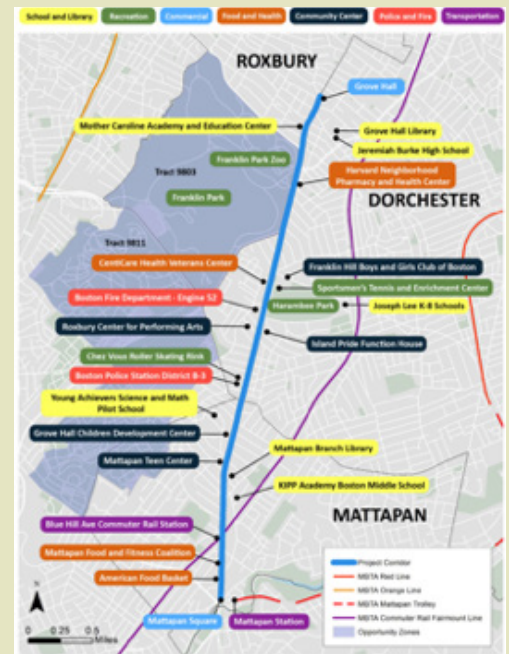 School and Library
Recreation
Commercial
Food and Health
Community Center
Police and Fire
Transportation
ROXBURY
Grove Hall
Mother Caroline Academy and Education Center
Grove Hall Library
Jeremiah Burke High School
Franklin Park Zoo
Tract 9803
Harvard Neighborhood
Pharmacy and Health Center
Franklin Park
DORCHESTER
Tract 9811
CentiCare Health Veterans Center
Franklin Hill Boys and Girls Club of Boston
Sportsmen's Tennis and Enrichment Center
Boston Fire Department - Engine 52
Harambee Park
Joseph Lee K-8 Schools
Roxbury Center for Performing Arts
Island Pride Function House
Chez Vous Roller Skating Rink
Boston Police Station District B-3
Young Achievers Science and Math
Pilot School
Grove Hall Children Development Center
Mattapan Branch Library
Mattapan Teen Center
KIPP Academy Boston Middle School
MATTAPAN
Blue Hill Ave Commuter Rail Station
Mattapan Food and Fitness Coalition
American Food Basket
Mattapan Square
Mattapan Station
Project Corridor
MBTA Red Line
MBTA Orange Line
MBTA Mattapan Trolley
MBTA Commuter Rail Fairmount Line
Opportunity Zones
N
0 0.25 0.5
Miles